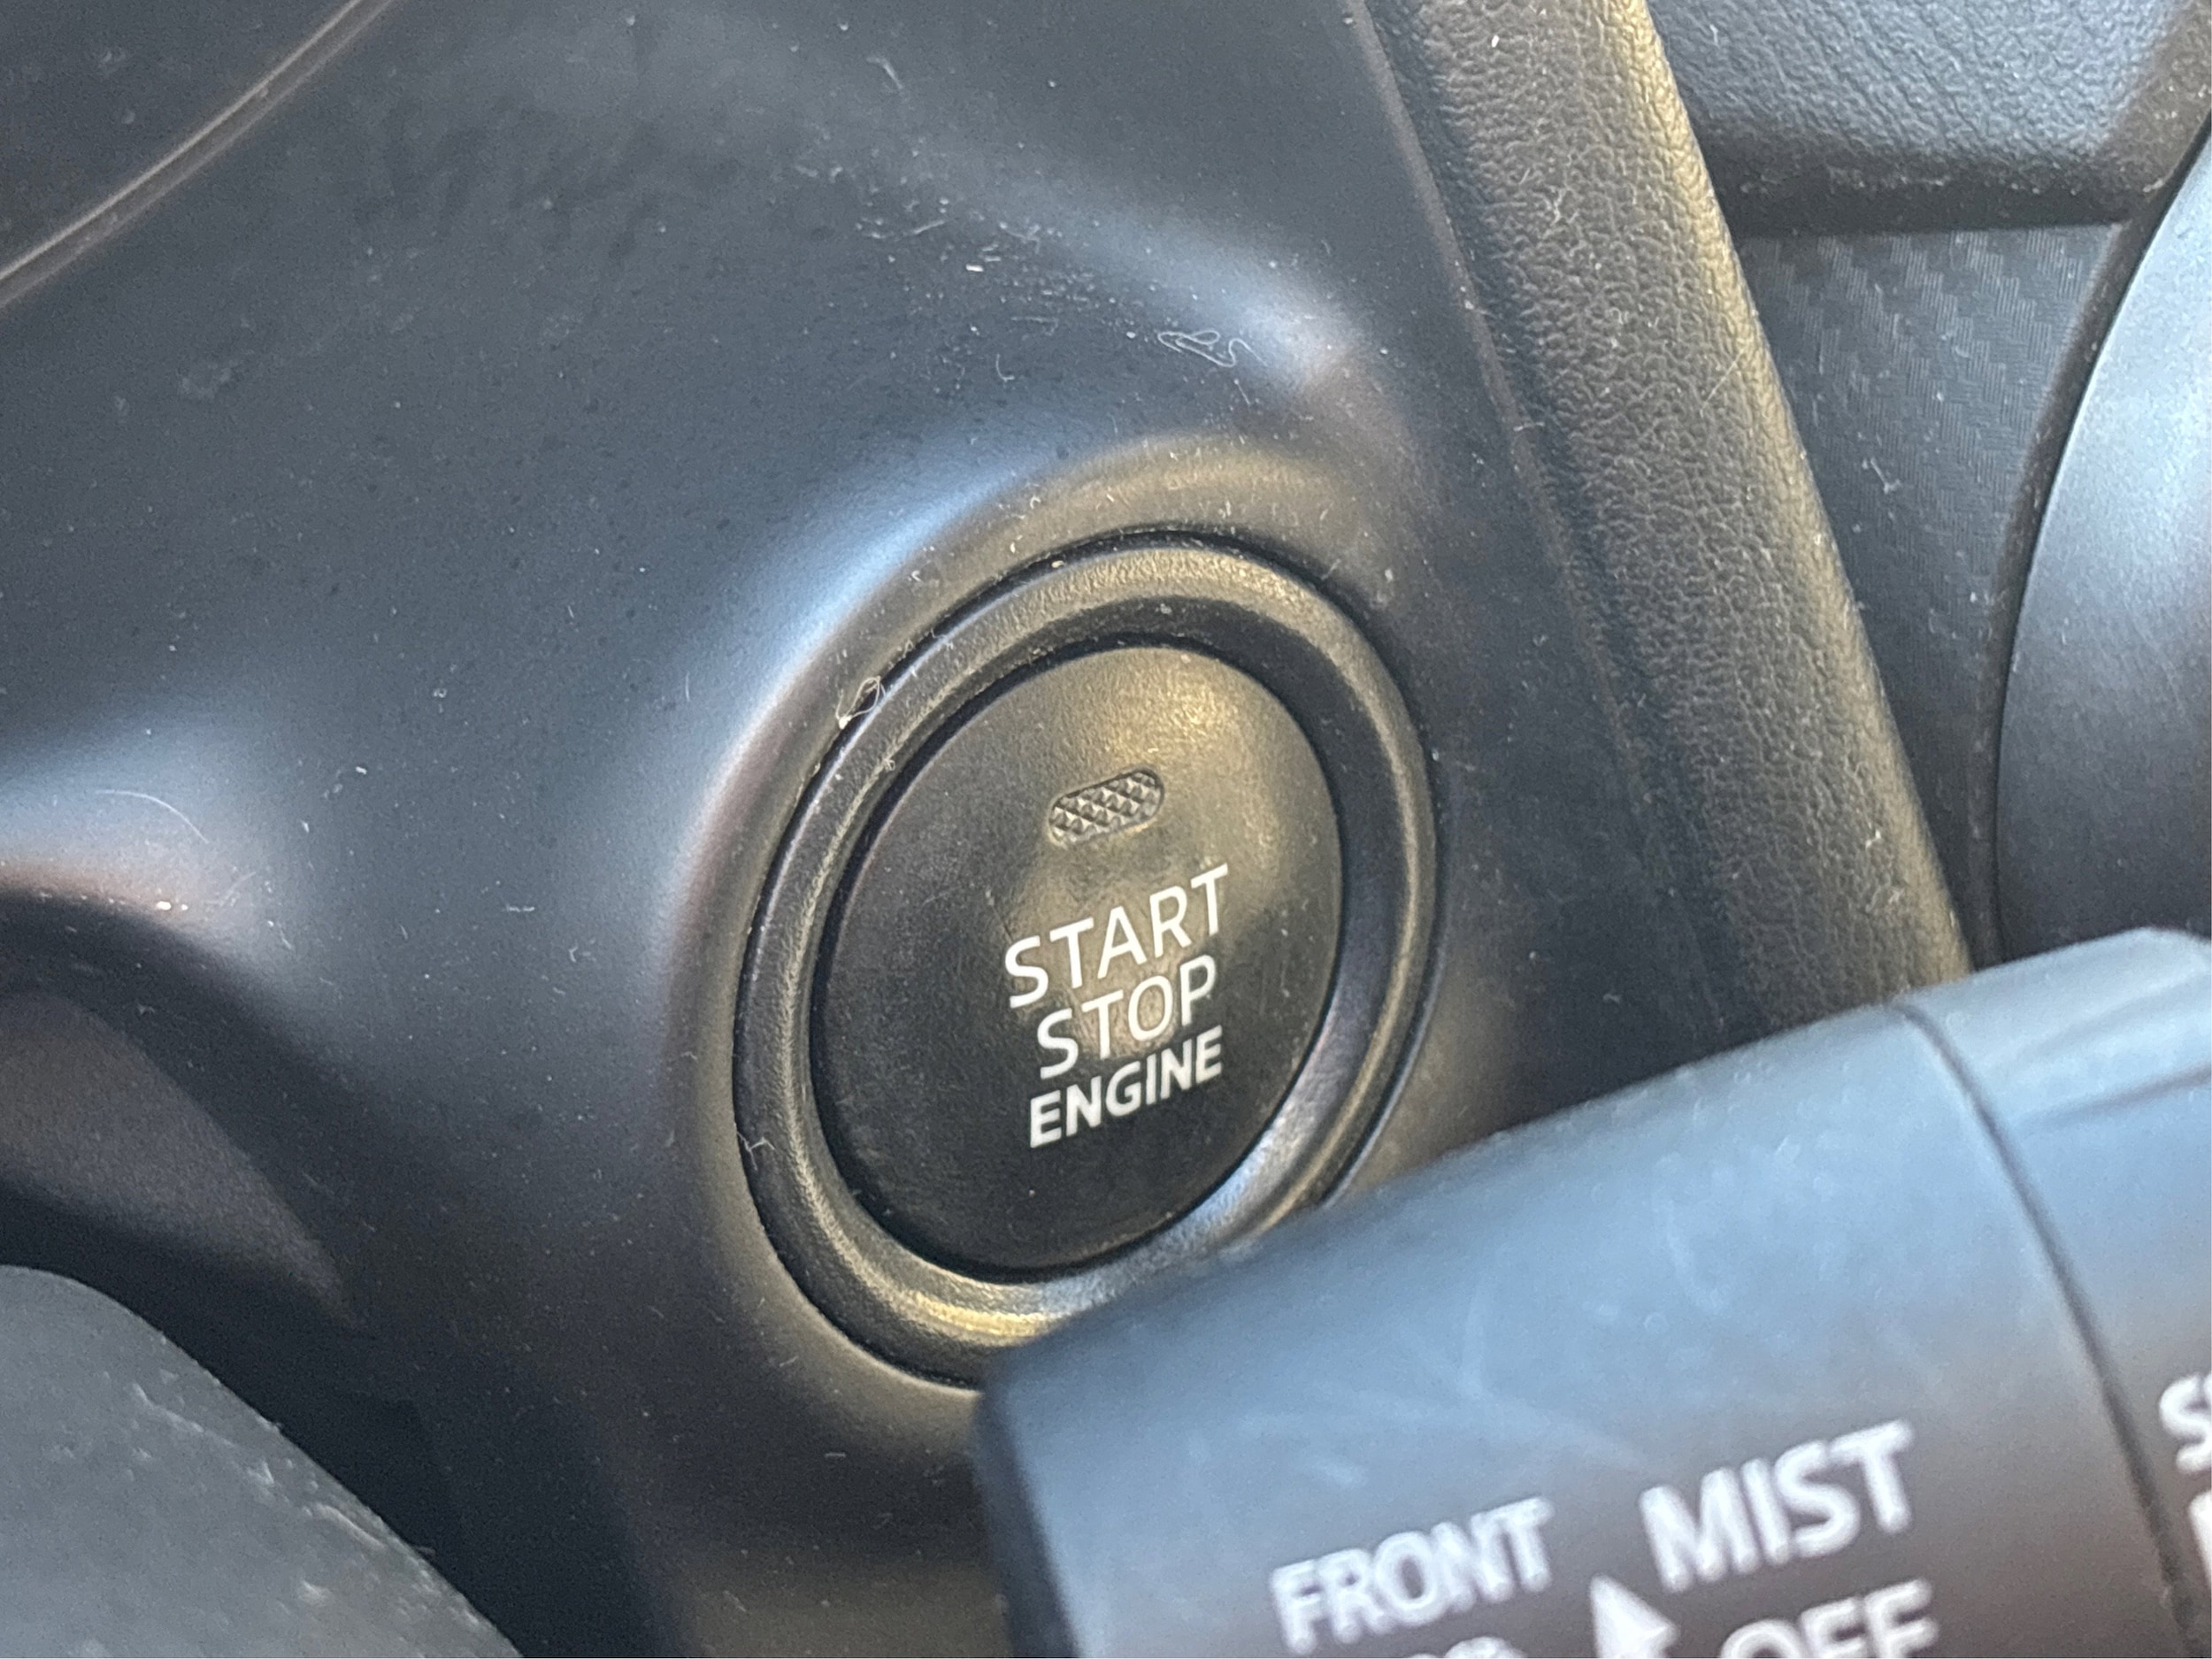 START
STOP
ENGINE
FRONT MIST
OFF